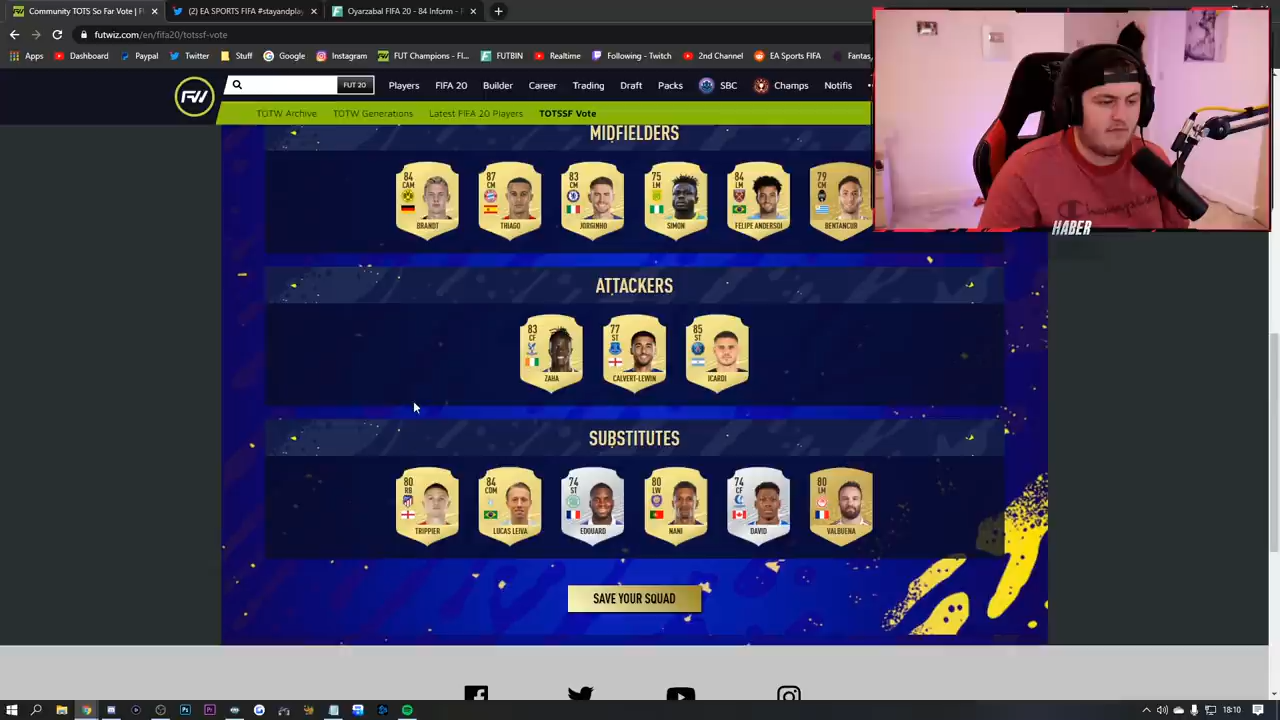 Community TOTS So Far Vote | F
(2) EA SPORTS FIFA #stayandplay
Oyarzabal FIFA 20 - 84 Inform -
futwiz.com/en/fifa20/totssf-vote
Apps Dashboard Paypal Twitter Stuff Google Instagram FUT Champions - FI... FUTBIN Realtime Following - Twitch 2nd Channel EA Sports FIFA Fantas
FW FUT 20 Players FIFA 20 Builder Career Trading Draft Packs SBC Champs Notifis
TOTW Archive TOTW Generations Latest FIFA 20 Players TOTSSF Vote
MIDFIELDERS
84 CAM BRANDT
87 CM THIAGO
83 CM JORGINHO
75 LM SIMON
84 LM FELIPE ANDERSON
79 CM BENTANCUR
HABER
ATTACKERS
83 CF ZAHA
77 ST CALVERT-LEWIN
85 ST ICARDI
SUBSTITUTES
80 RB TRIPPIER
84 CDM LUCAS LEIVA
74 ST EDOUARD
80 LW NANI
74 CF DAVID
80 LM VALBUENA
SAVE YOUR SQUAD
18:10